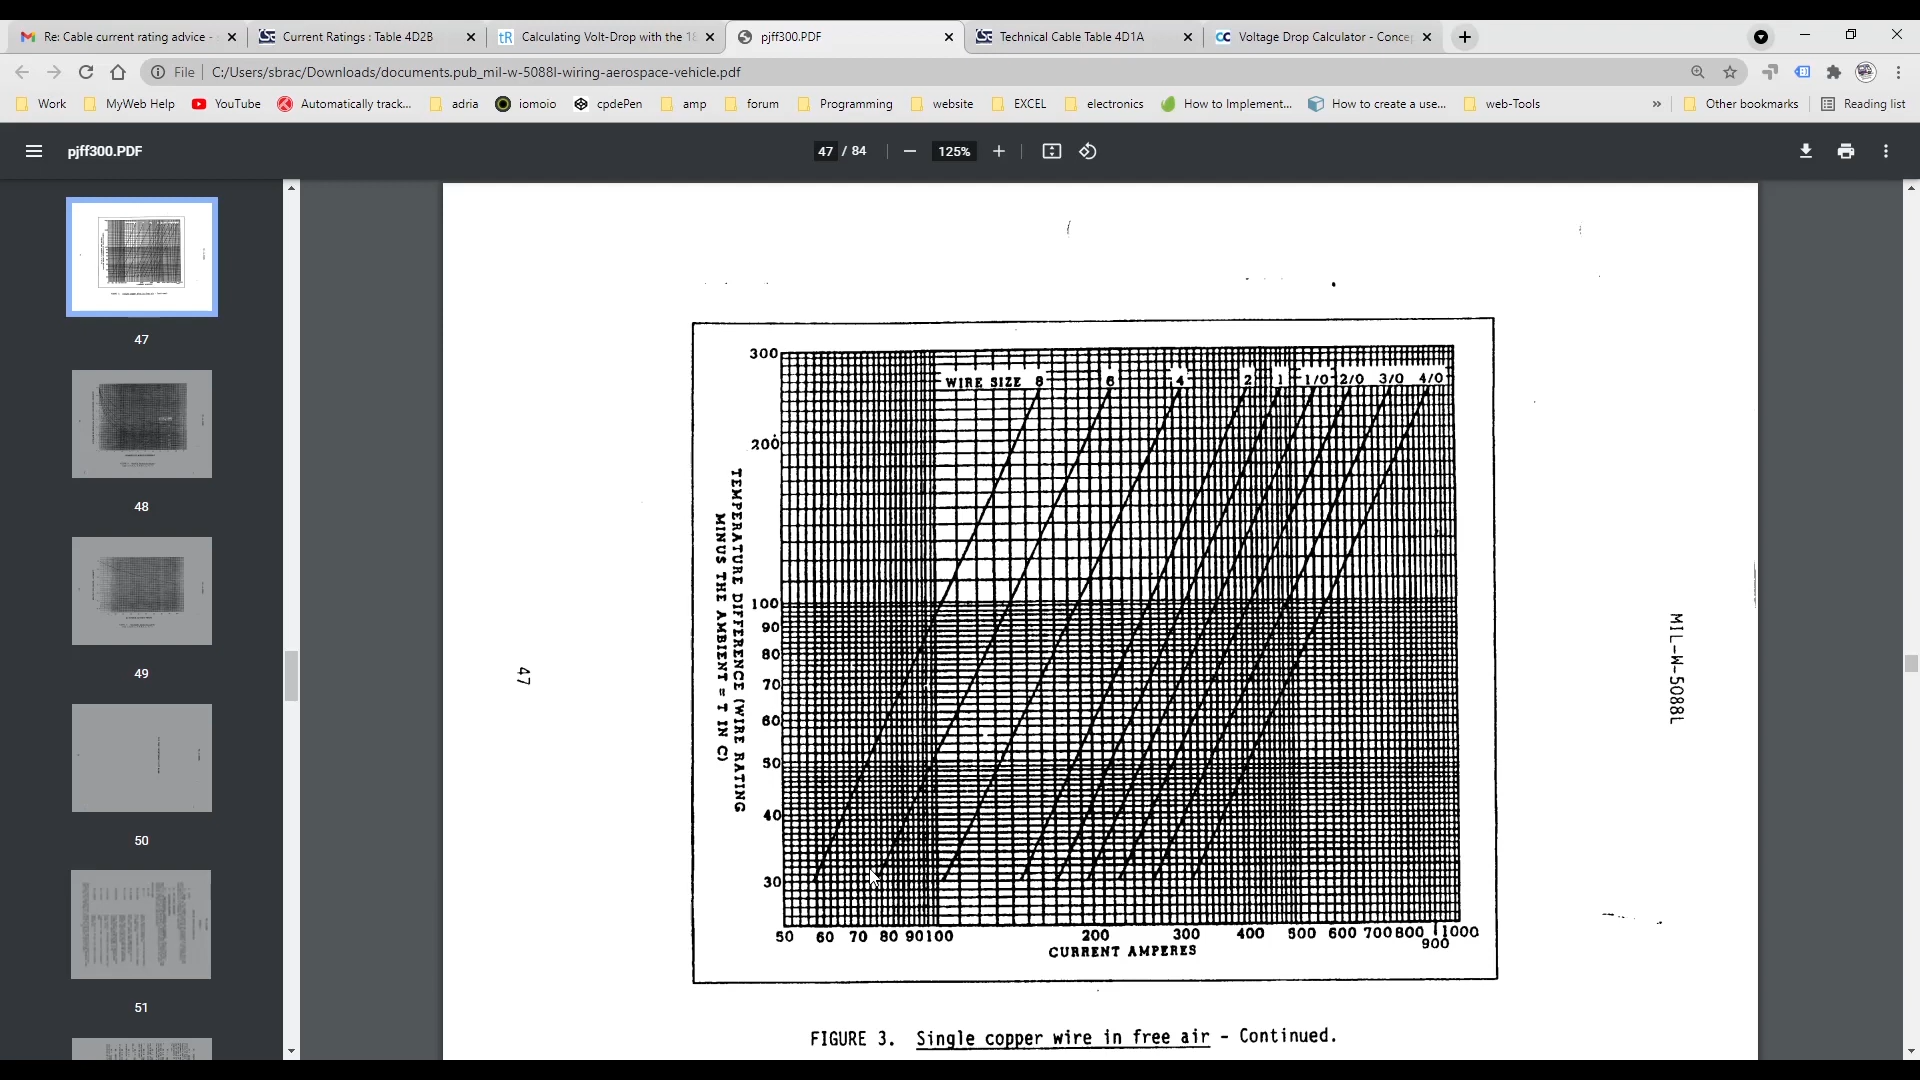 Re: Cable current rating advice -
Current Ratings : Table 4D2B
Calculating Volt-Drop with the 18
pjff300.PDF
Technical Cable Table 4D1A
Voltage Drop Calculator - Conce
File
C:/Users/sbrac/Downloads/documents.pub_mil-w-5088l-wiring-aerospace-vehicle.pdf
Work
MyWeb Help
YouTube
Automatically track...
adria
iomoio
cpdePen
amp
forum
Programming
website
EXCEL
electronics
How to Implement...
How to create a use...
web-Tools
»
Other bookmarks
Reading list
pjff300.PDF
47 / 84
125%
47
48
49
50
51
300
200
100
90
80
70
60
50
40
30
WIRE SIZE 8 6 4 2 1 1/0 2/0 3/0 4/0
TEMPERATURE DIFFERENCE (WIRE RATING
MINUS THE AMBIENT = T IN C)
50 60 70 80 90 100 200 300 400 500 600 700 800 900 1000
CURRENT AMPERES
47
MIL-W-5088L
FIGURE 3. Single copper wire in free air - Continued.